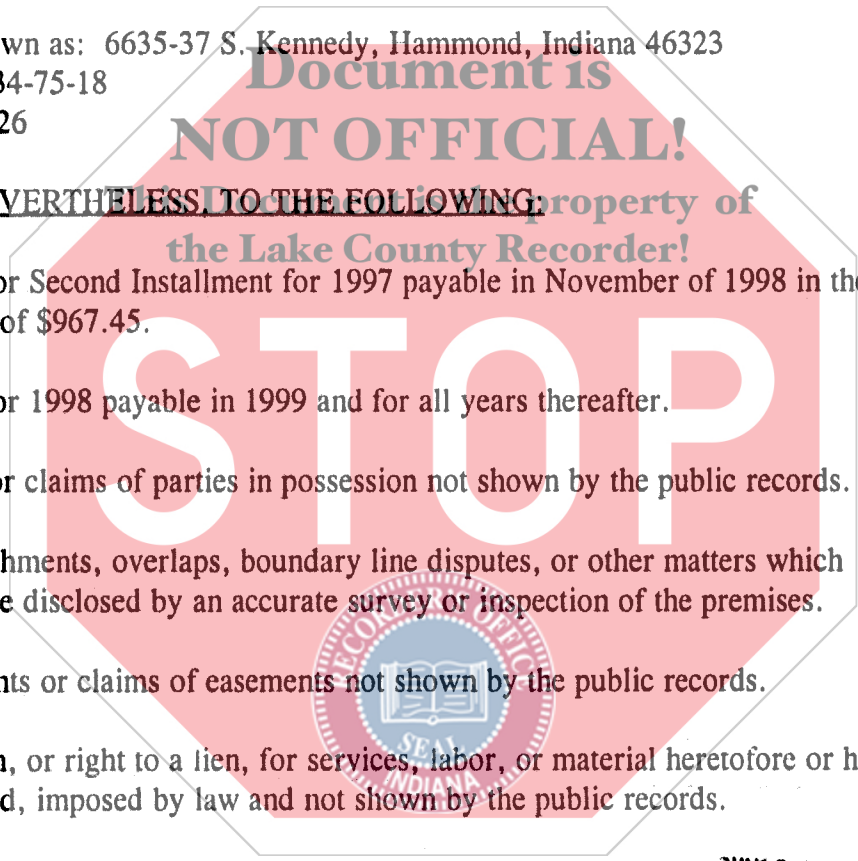 wn as: 6635-37 S. Kennedy, Hammond, Indiana 46323
Document is
34-75-18
26
NOT OFFICIAL!
VERTHELESS, TO THE FOLLOWING:
This Document is the property of
the Lake County Recorder!
or Second Installment for 1997 payable in November of 1998 in the
of $967.45.
STOP
or 1998 payable in 1999 and for all years thereafter.
or claims of parties in possession not shown by the public records.
hments, overlaps, boundary line disputes, or other matters which
e disclosed by an accurate survey or inspection of the premises.
RECORDER'S OFFICE
nts or claims of easements not shown by the public records.
SEAL
n, or right to a lien, for services, labor, or material heretofore or h
INDIANA
d, imposed by law and not shown by the public records.